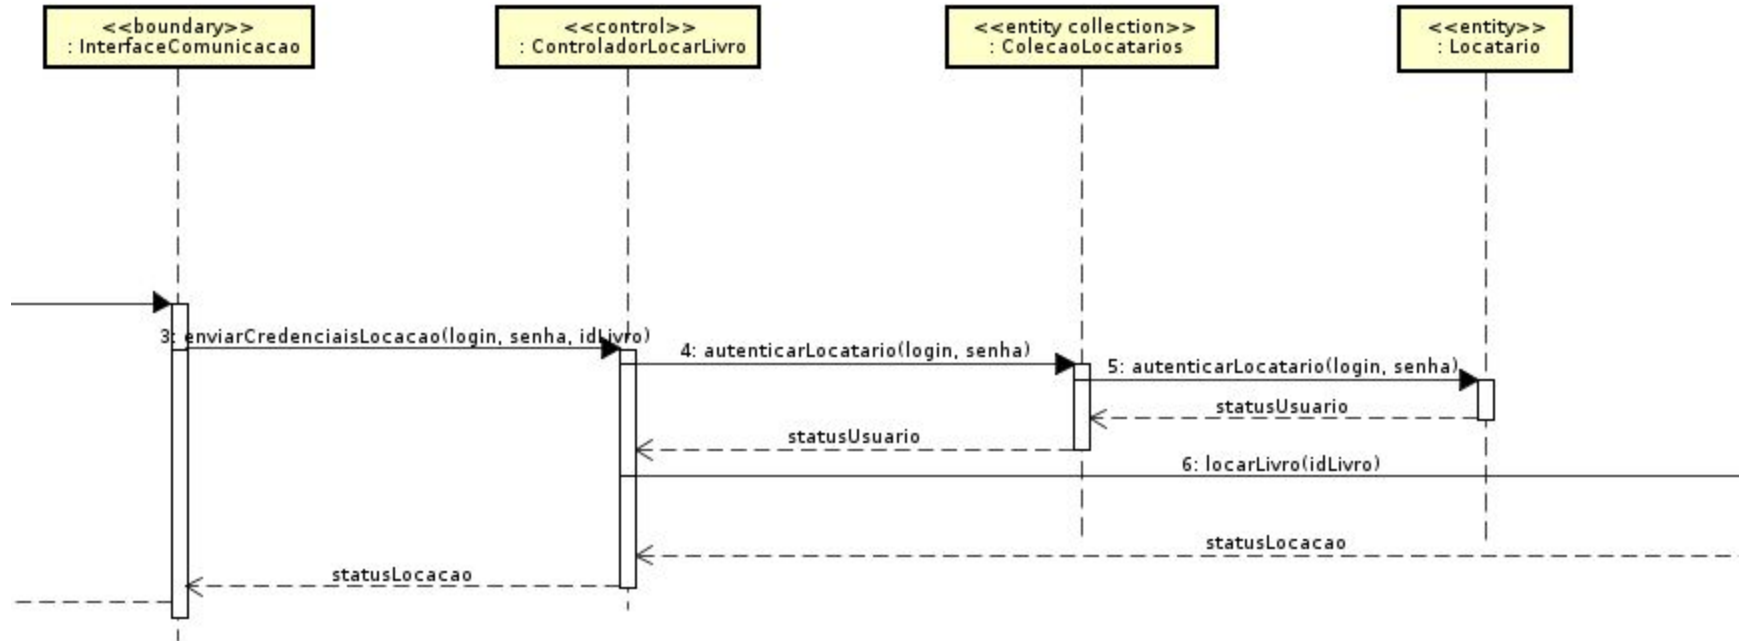 <<boundary>>
: InterfaceComunicacao
<<control>>
: ControladorLocarLivro
<<entity collection>>
: ColecaoLocatarios
<<entity>>
: Locatario
3: enviarCredenciaisLocacao(login, senha, idLivro)
4: autenticarLocatario(login, senha)
5: autenticarLocatario(login, senha)
statusUsuario
statusUsuario
6: locarLivro(idLivro)
statusLocacao
statusLocacao